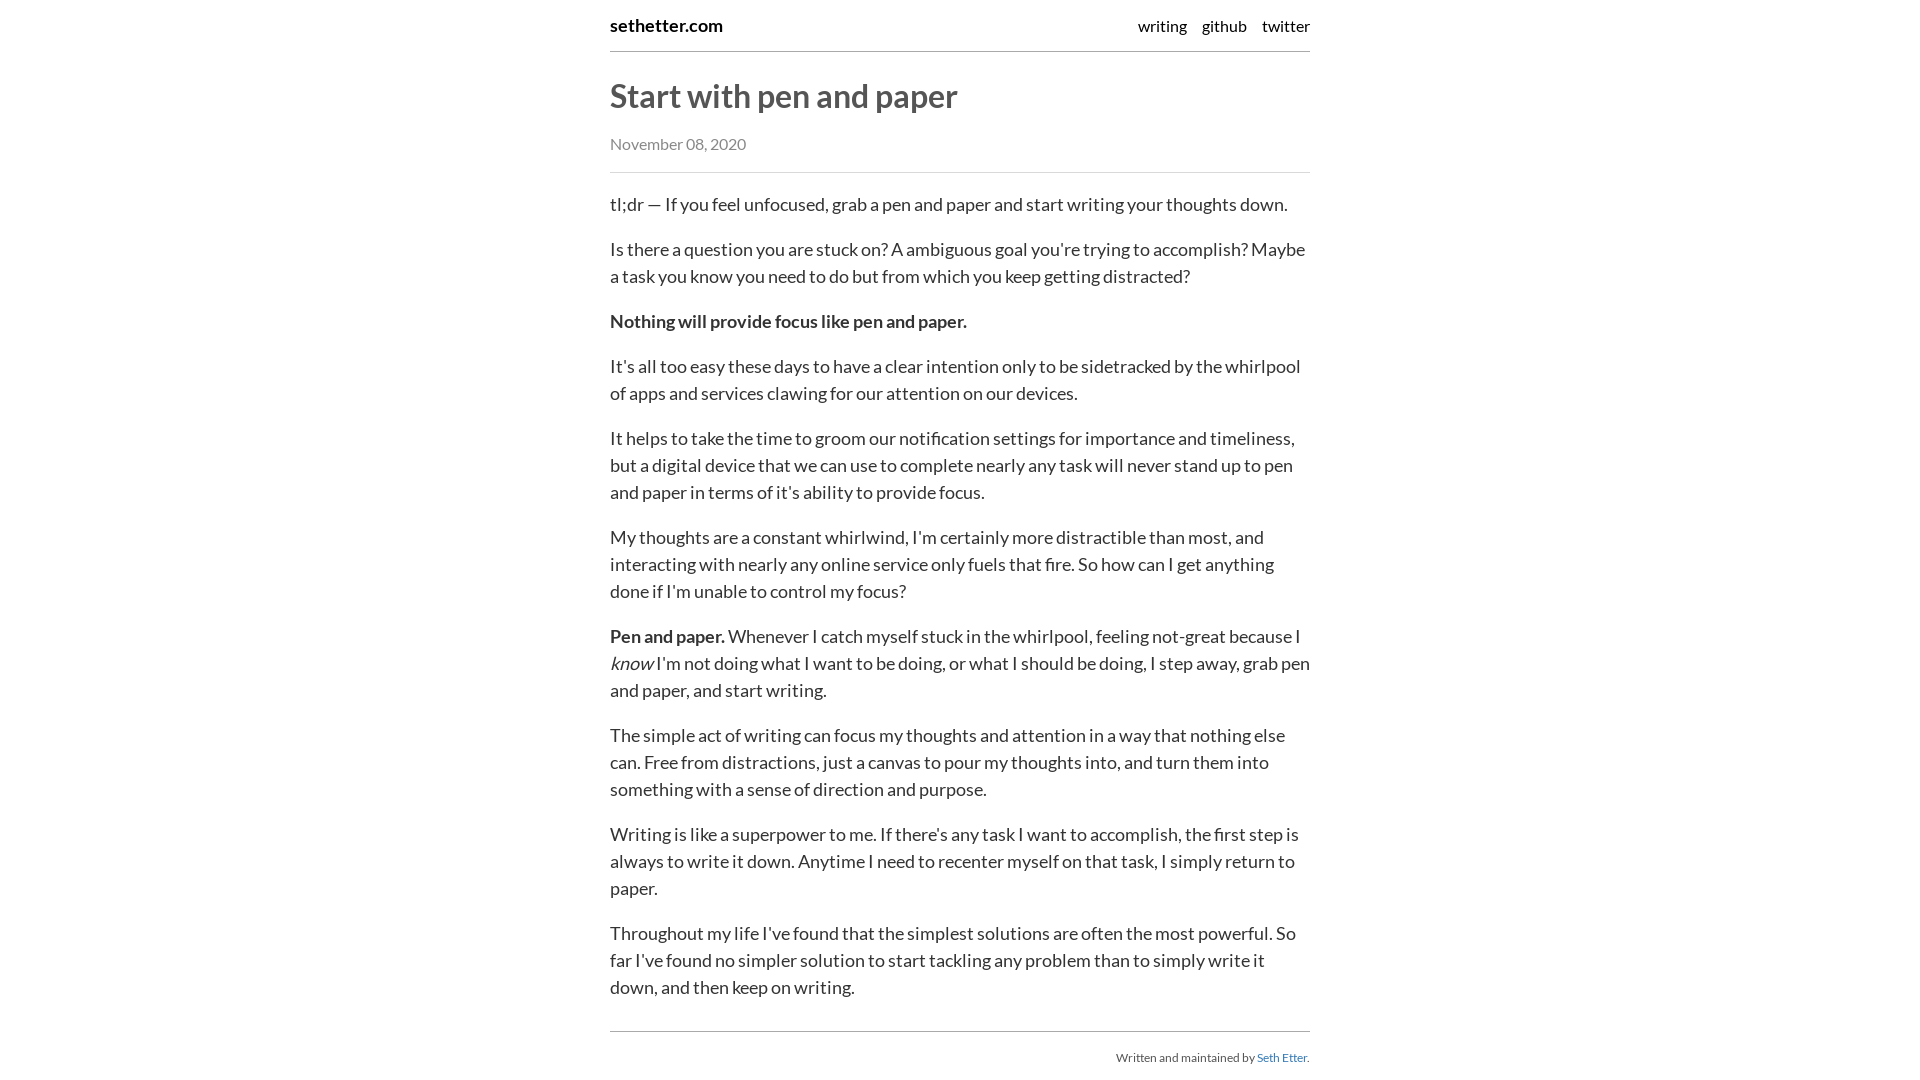 sethetter.com
writing github twitter
Start with pen and paper
November 08, 2020
tl;dr — If you feel unfocused, grab a pen and paper and start writing your thoughts down.
Is there a question you are stuck on? A ambiguous goal you're trying to accomplish? Maybe
a task you know you need to do but from which you keep getting distracted?
Nothing will provide focus like pen and paper.
It's all too easy these days to have a clear intention only to be sidetracked by the whirlpool
of apps and services clawing for our attention on our devices.
It helps to take the time to groom our notification settings for importance and timeliness,
but a digital device that we can use to complete nearly any task will never stand up to pen
and paper in terms of it's ability to provide focus.
My thoughts are a constant whirlwind, I'm certainly more distractible than most, and
interacting with nearly any online service only fuels that fire. So how can I get anything
done if I'm unable to control my focus?
Pen and paper. Whenever I catch myself stuck in the whirlpool, feeling not-great because I
know I'm not doing what I want to be doing, or what I should be doing, I step away, grab pen
and paper, and start writing.
The simple act of writing can focus my thoughts and attention in a way that nothing else
can. Free from distractions, just a canvas to pour my thoughts into, and turn them into
something with a sense of direction and purpose.
Writing is like a superpower to me. If there's any task I want to accomplish, the first step is
always to write it down. Anytime I need to recenter myself on that task, I simply return to
paper.
Throughout my life I've found that the simplest solutions are often the most powerful. So
far I've found no simpler solution to start tackling any problem than to simply write it
down, and then keep on writing.
Written and maintained by Seth Etter.